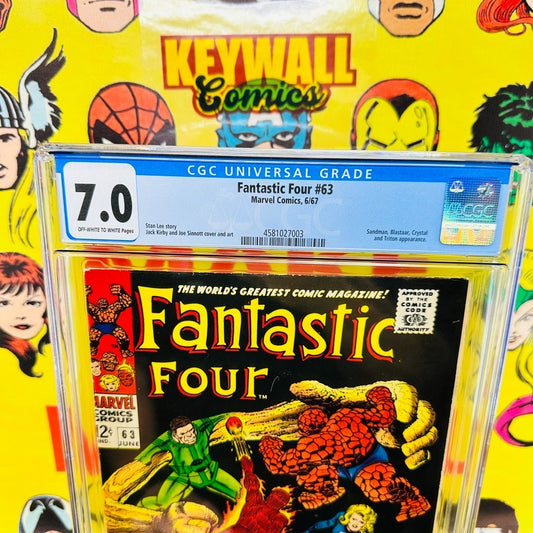 KEYWALL
Comics
CGC UNIVERSAL GRADE
7.0
OFF-WHITE TO WHITE Pages
Fantastic Four #63
Marvel Comics, 6/67
Stan Lee story
Jack Kirby and Joe Sinnott cover and art
4581027003
Sandman, Blastaar, Crystal
and Triton appearance.
CGC
THE WORLD'S GREATEST COMIC MAGAZINE!
FANTASTIC
FOUR
TM
APPROVED
BY THE
COMICS
CODE
AUTHORITY
MARVEL
COMICS
GROUP
12¢
IND.
63
JUNE